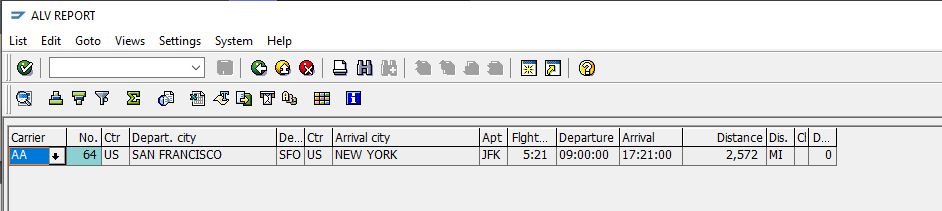 ALV REPORT
List Edit Goto Views Settings System Help
Carrier No. Ctr Depart. city De... Ctr Arrival city Apt Flght... Departure Arrival Distance Dis. Cl D...
AA 64 US SAN FRANCISCO SFO US NEW YORK JFK 5:21 09:00:00 17:21:00 2,572 MI 0